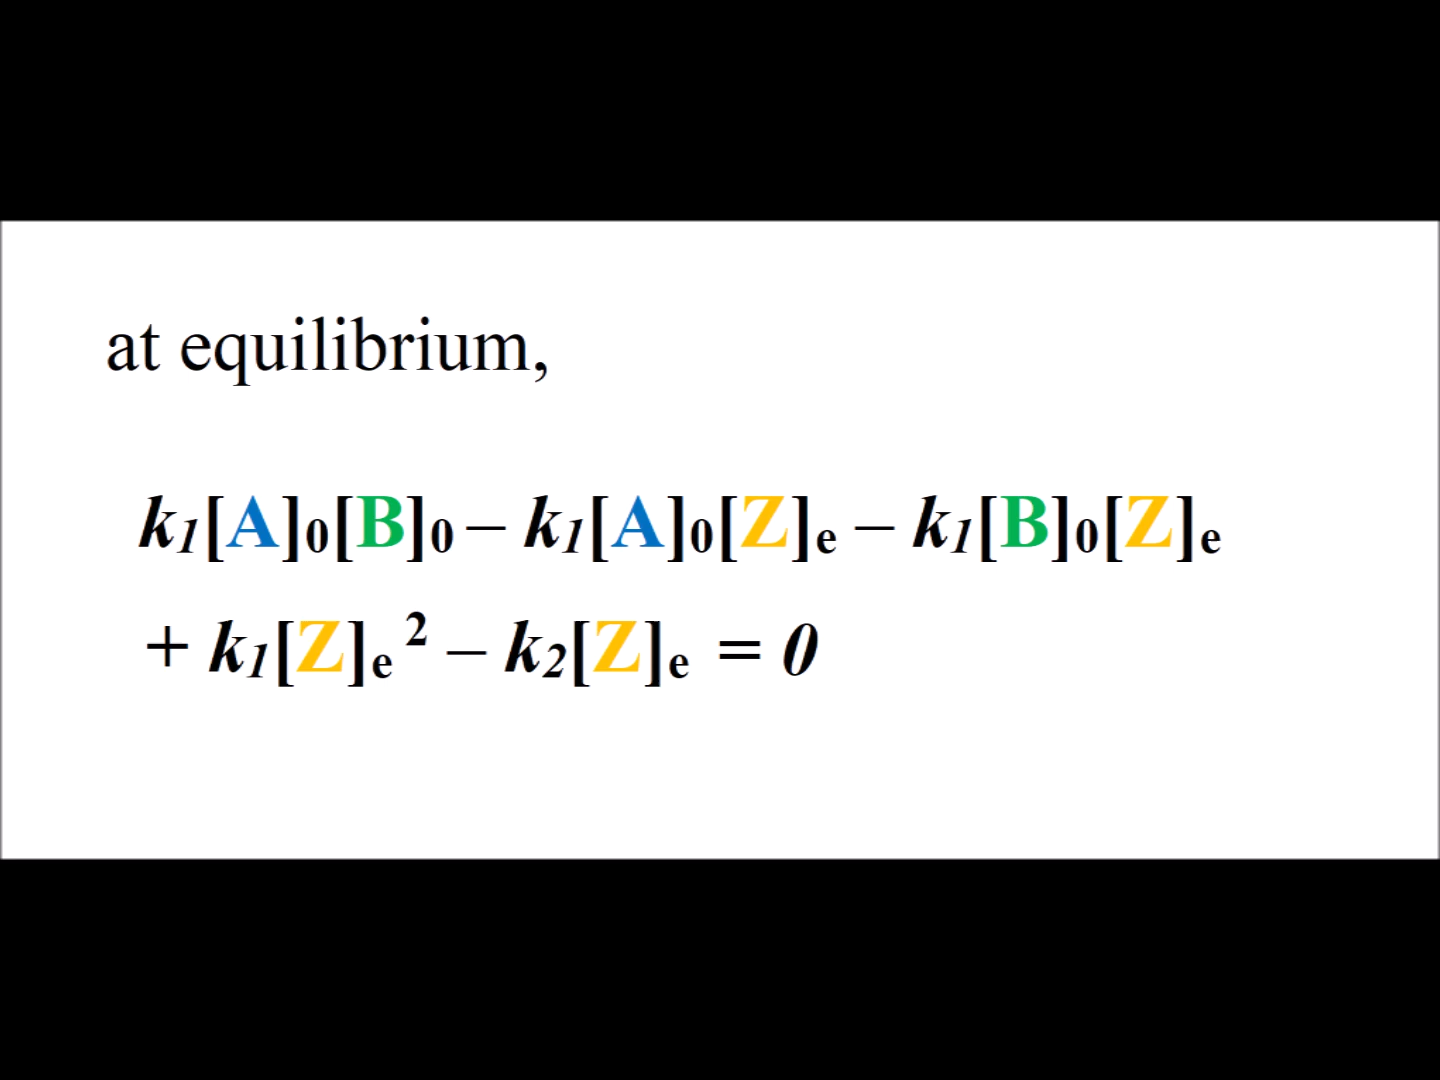 at equilibrium,
k₁[A]₀[B]₀ – k₁[A]₀[Z]ₑ – k₁[B]₀[Z]ₑ
+ k₁[Z]ₑ² – k₂[Z]ₑ = 0